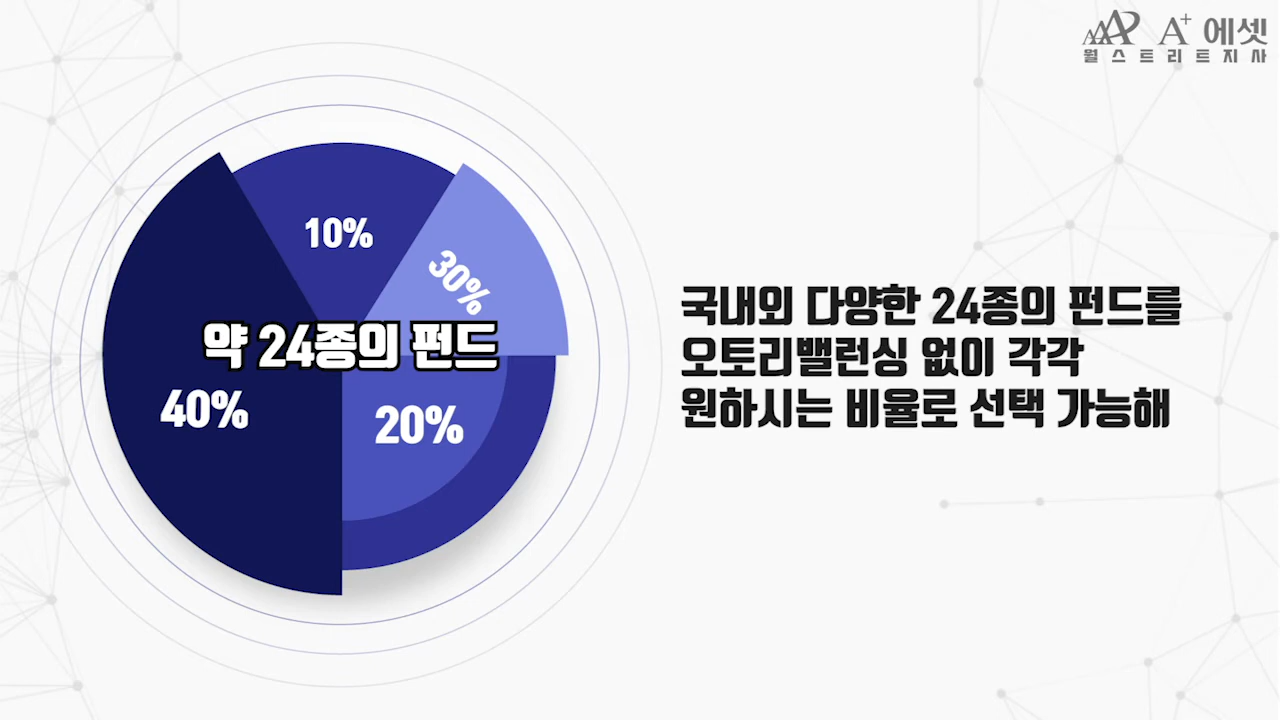 A⁺ 에셋
월스트리트지사
10%
30%
약 24종의 펀드
40%
20%
국내외 다양한 24종의 펀드를
오토리밸런싱 없이 각각
원하시는 비율로 선택 가능해